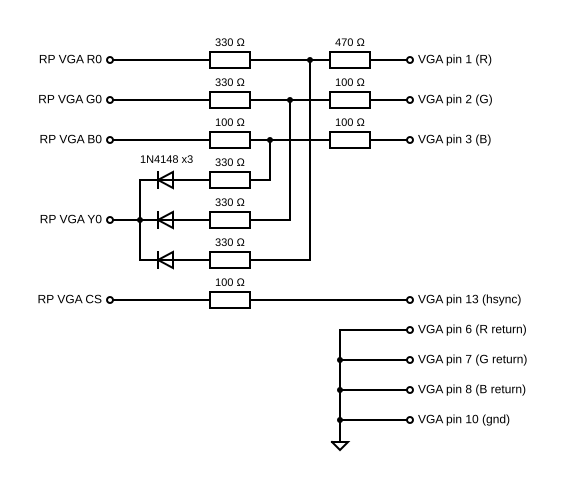 330 Ω
470 Ω
RP VGA R0
VGA pin 1 (R)
330 Ω
100 Ω
RP VGA G0
VGA pin 2 (G)
100 Ω
100 Ω
RP VGA B0
VGA pin 3 (B)
1N4148 x3
330 Ω
330 Ω
RP VGA Y0
330 Ω
100 Ω
RP VGA CS
VGA pin 13 (hsync)
VGA pin 6 (R return)
VGA pin 7 (G return)
VGA pin 8 (B return)
VGA pin 10 (gnd)